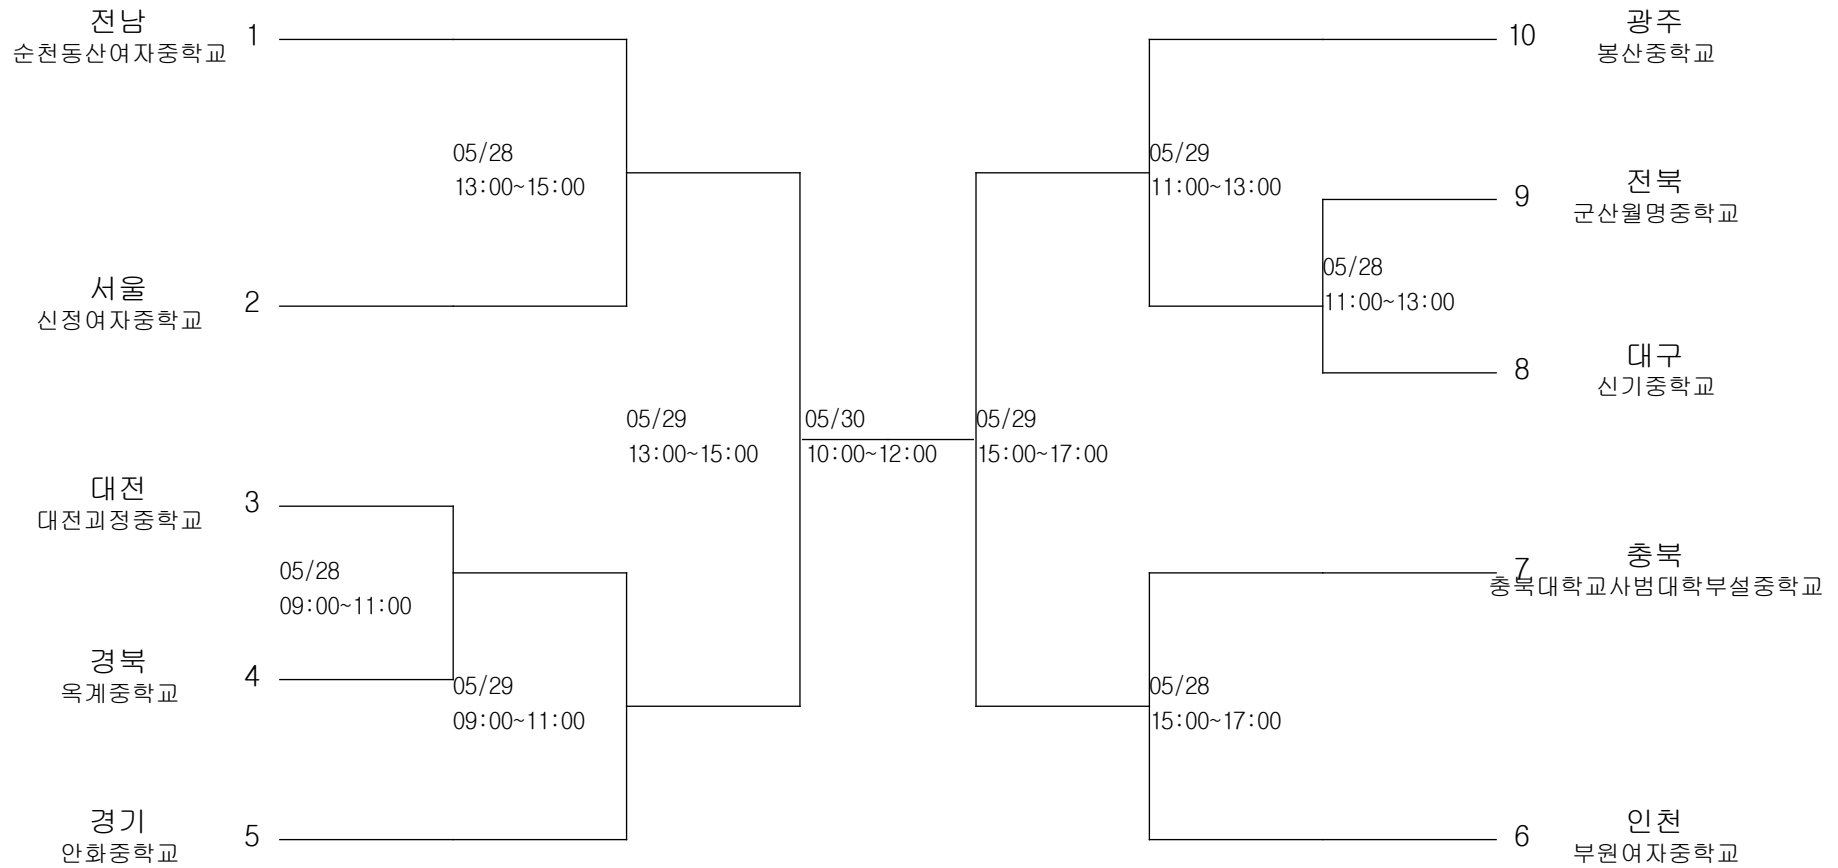 전남
순천동산여자중학교
1
05/28
13:00~15:00
서울
신정여자중학교
2
대전
대전괴정중학교
3
05/28
09:00~11:00
경북
옥계중학교
4
05/29
09:00~11:00
경기
안화중학교
5
05/29
13:00~15:00
05/30
10:00~12:00
05/29
15:00~17:00
10
광주
봉산중학교
05/29
11:00~13:00
9
전북
군산월명중학교
05/28
11:00~13:00
8
대구
신기중학교
7
충북
충북대학교사범대학부설중학교
05/28
15:00~17:00
6
인천
부원여자중학교